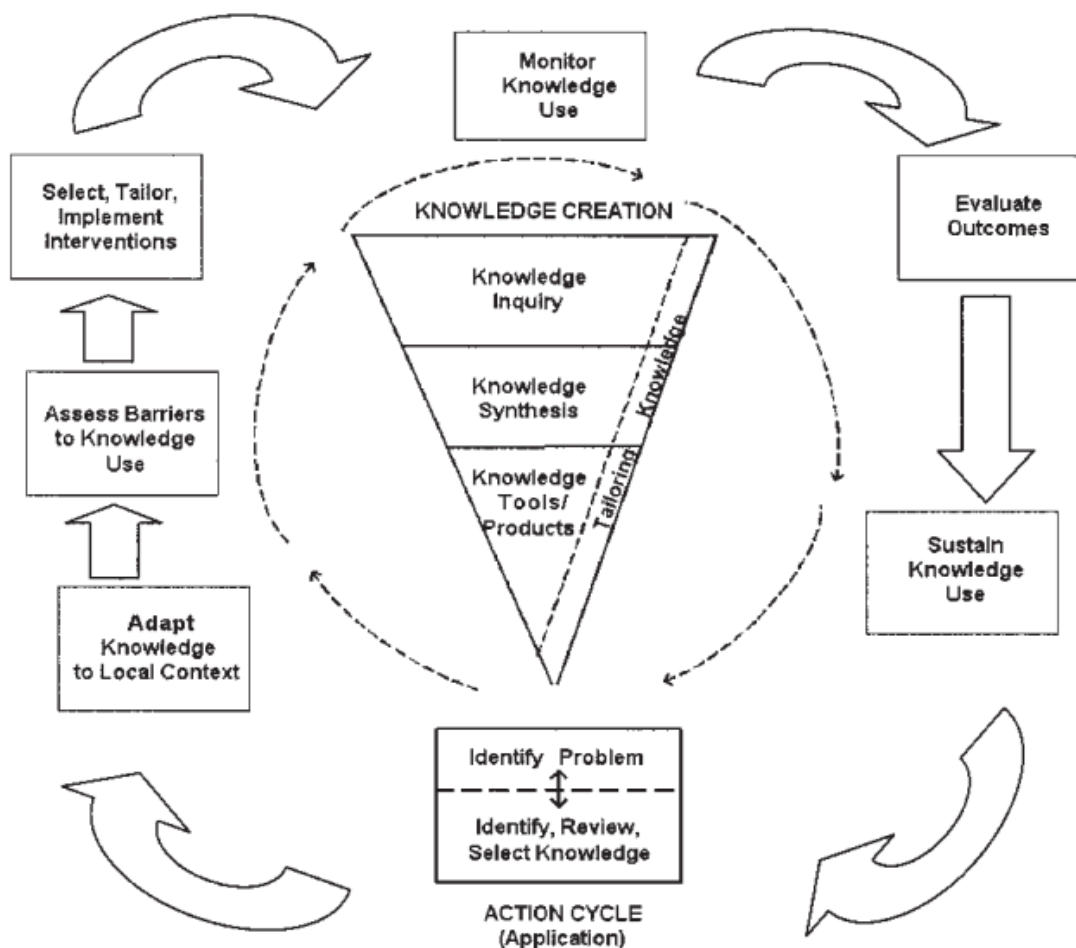 Monitor
Knowledge
Use
Select, Tailor,
Implement
Interventions
Evaluate
Outcomes
KNOWLEDGE CREATION
Knowledge
Inquiry
Knowledge
Synthesis
Knowledge
Tools/
Products
Tailoring Knowledge
Assess Barriers
to Knowledge
Use
Sustain
Knowledge
Use
Adapt
Knowledge
to Local Context
Identify Problem
Identify, Review,
Select Knowledge
ACTION CYCLE
(Application)